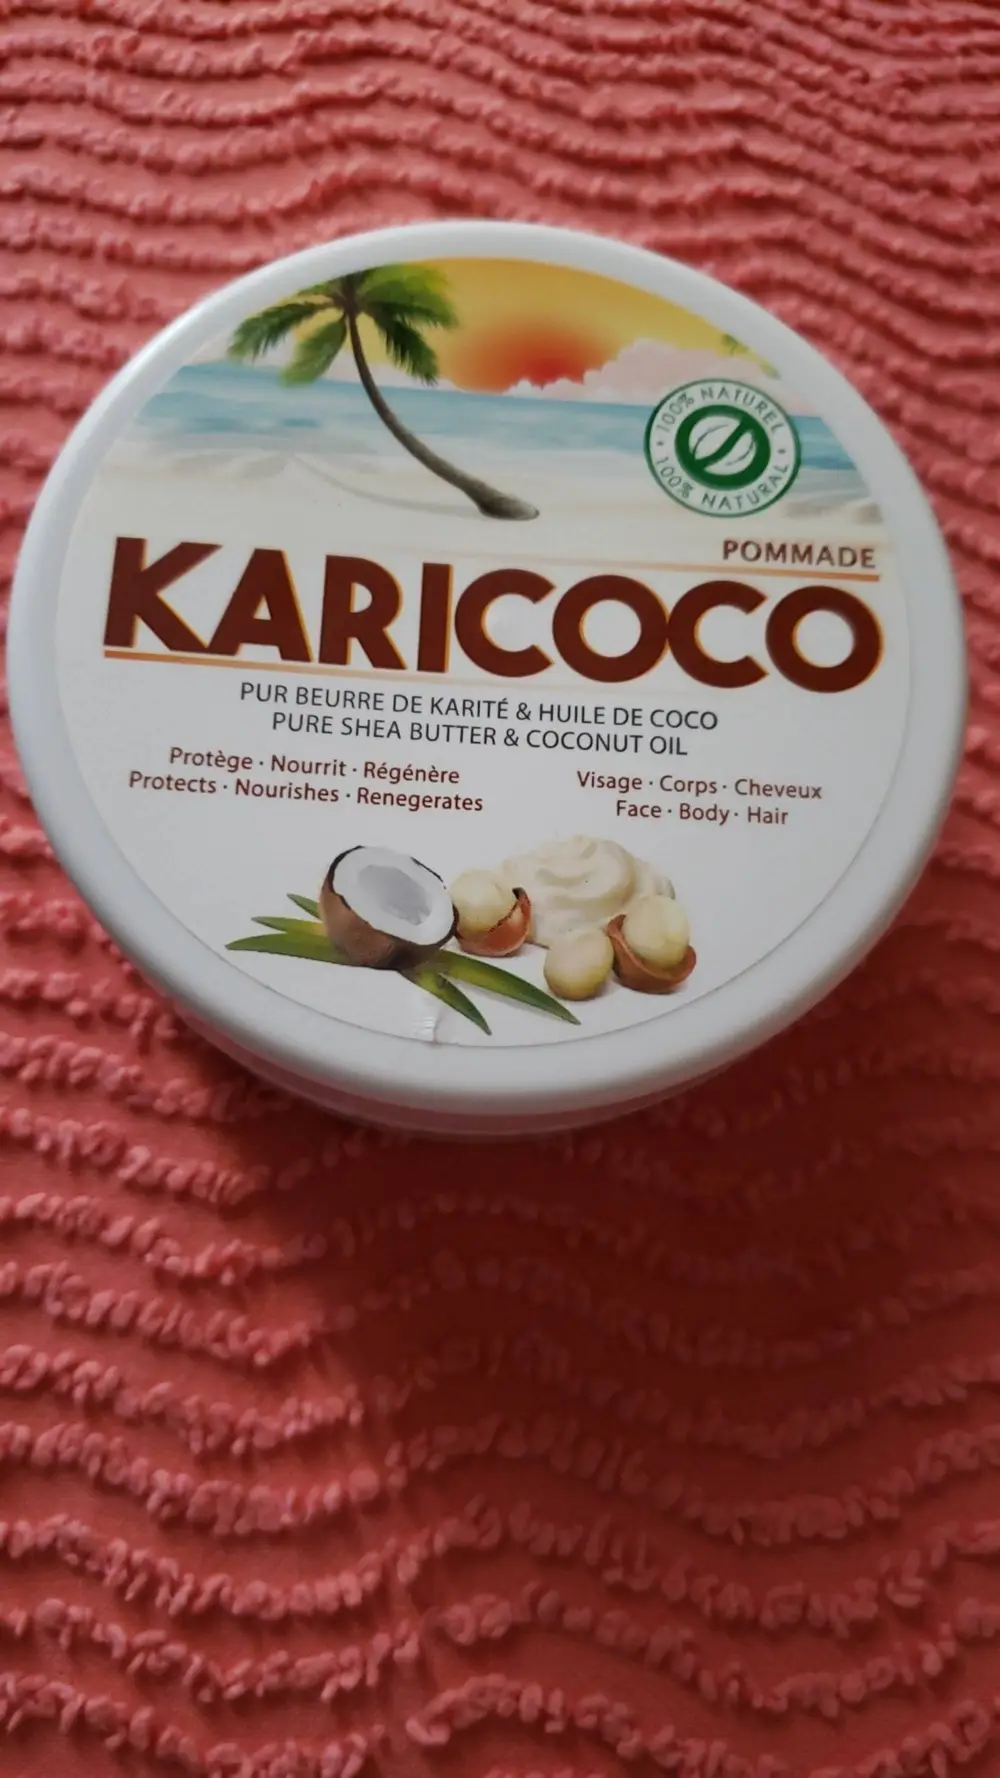 100% NATUREL
100% NATURAL
POMMADE
KARICOCO
PUR BEURRE DE KARITÉ & HUILE DE COCO
PURE SHEA BUTTER & COCONUT OIL
Protège · Nourrit · Régénère
Protects · Nourishes · Renegerates
Visage · Corps · Cheveux
Face · Body · Hair